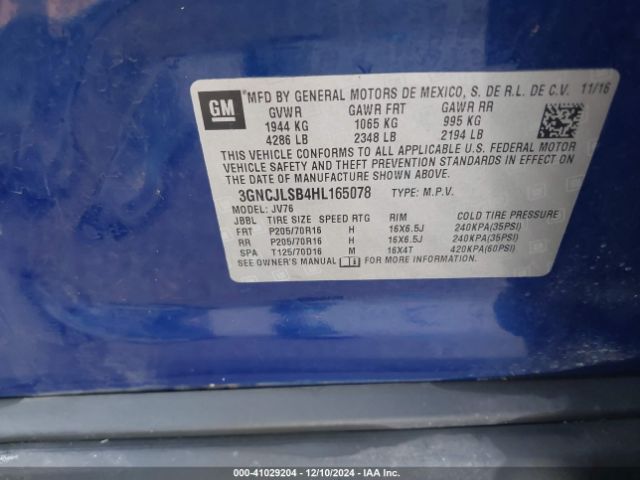 GM
MFD BY GENERAL MOTORS DE MEXICO, S. DE R.L. DE C.V. 11/16
GVWR GAWR FRT GAWR RR
1944 KG 1065 KG 995 KG
4286 LB 2348 LB 2194 LB
THIS VEHICLE CONFORMS TO ALL APPLICABLE U.S. FEDERAL MOTOR
VEHICLE SAFETY AND THEFT PREVENTION STANDARDS IN EFFECT ON
THE DATE OF MANUFACTURE SHOWN ABOVE.
3GNCJLSB4HL165078 TYPE: M.P.V.
MODEL: JV76
JBBL TIRE SIZE SPEED RTG RIM COLD TIRE PRESSURE
FRT P205/70R16 H 16X6.5J 240KPA(35PSI)
RR P205/70R16 H 16X6.5J 240KPA(35PSI)
SPA T125/70D16 M 16X4T 420KPA(60PSI)
SEE OWNER'S MANUAL FOR MORE INFORMATION.
000-41029204 - 12/10/2024 - IAA Inc.